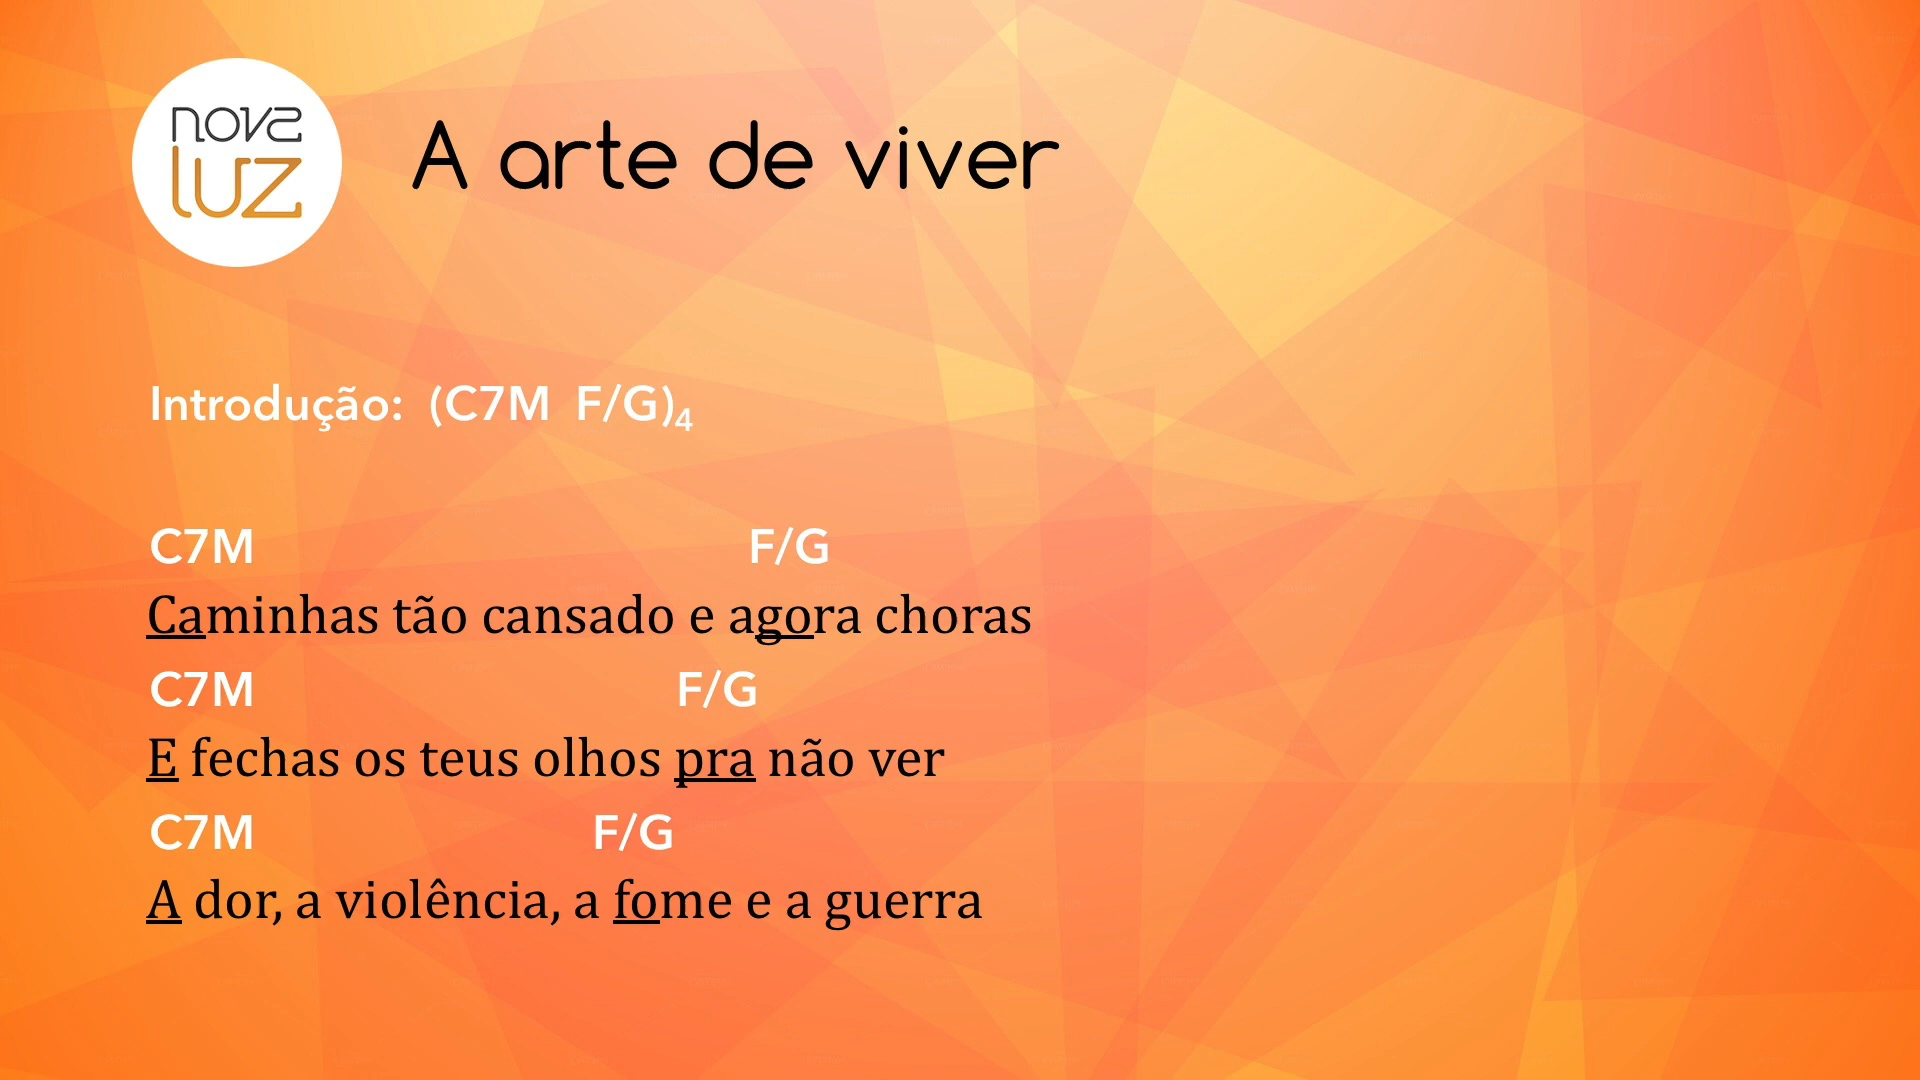 nova
luz
A arte de viver
Introdução: (C7M F/G)4
C7M F/G
Caminhas tão cansado e agora choras
C7M F/G
E fechas os teus olhos pra não ver
C7M F/G
A dor, a violência, a fome e a guerra